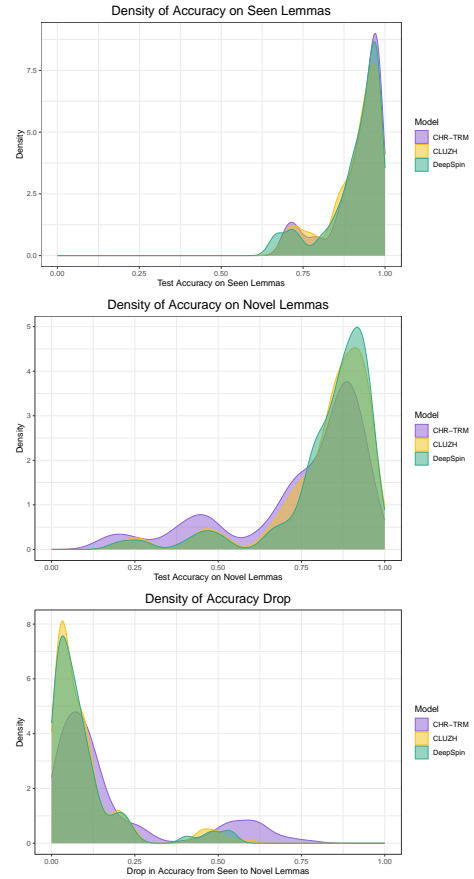 Density of Accuracy on Seen Lemmas
7.5
5.0
2.5
0.0
Density
0.00 0.25 0.50 0.75 1.00
Test Accuracy on Seen Lemmas
Model
CHR−TRM
CLUZH
DeepSpin
Density of Accuracy on Novel Lemmas
5
4
3
2
1
0
Density
0.00 0.25 0.50 0.75 1.00
Test Accuracy on Novel Lemmas
Model
CHR−TRM
CLUZH
DeepSpin
Density of Accuracy Drop
8
6
4
2
0
Density
0.00 0.25 0.50 0.75 1.00
Drop in Accuracy from Seen to Novel Lemmas
Model
CHR−TRM
CLUZH
DeepSpin